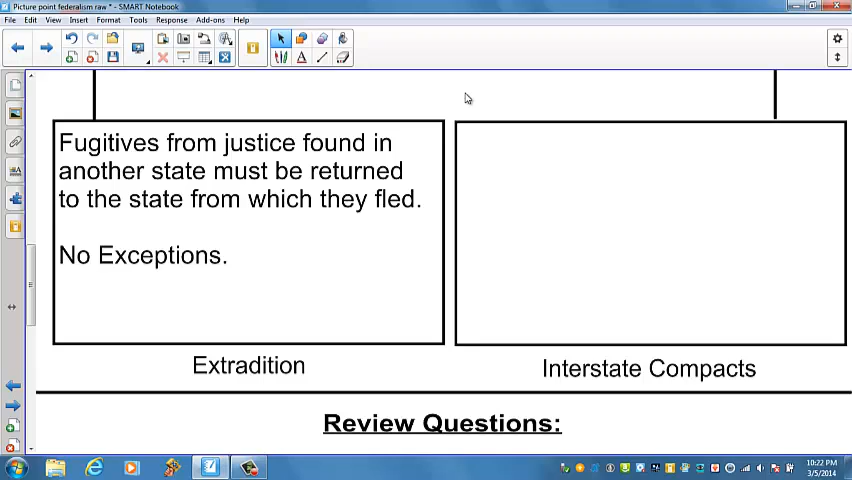 Picture point federalism raw * - SMART Notebook
File Edit View Insert Format Tools Response Add-ons Help
Fugitives from justice found in
another state must be returned
to the state from which they fled.
No Exceptions.
Extradition
Interstate Compacts
Review Questions:
10:22 PM
3/5/2014